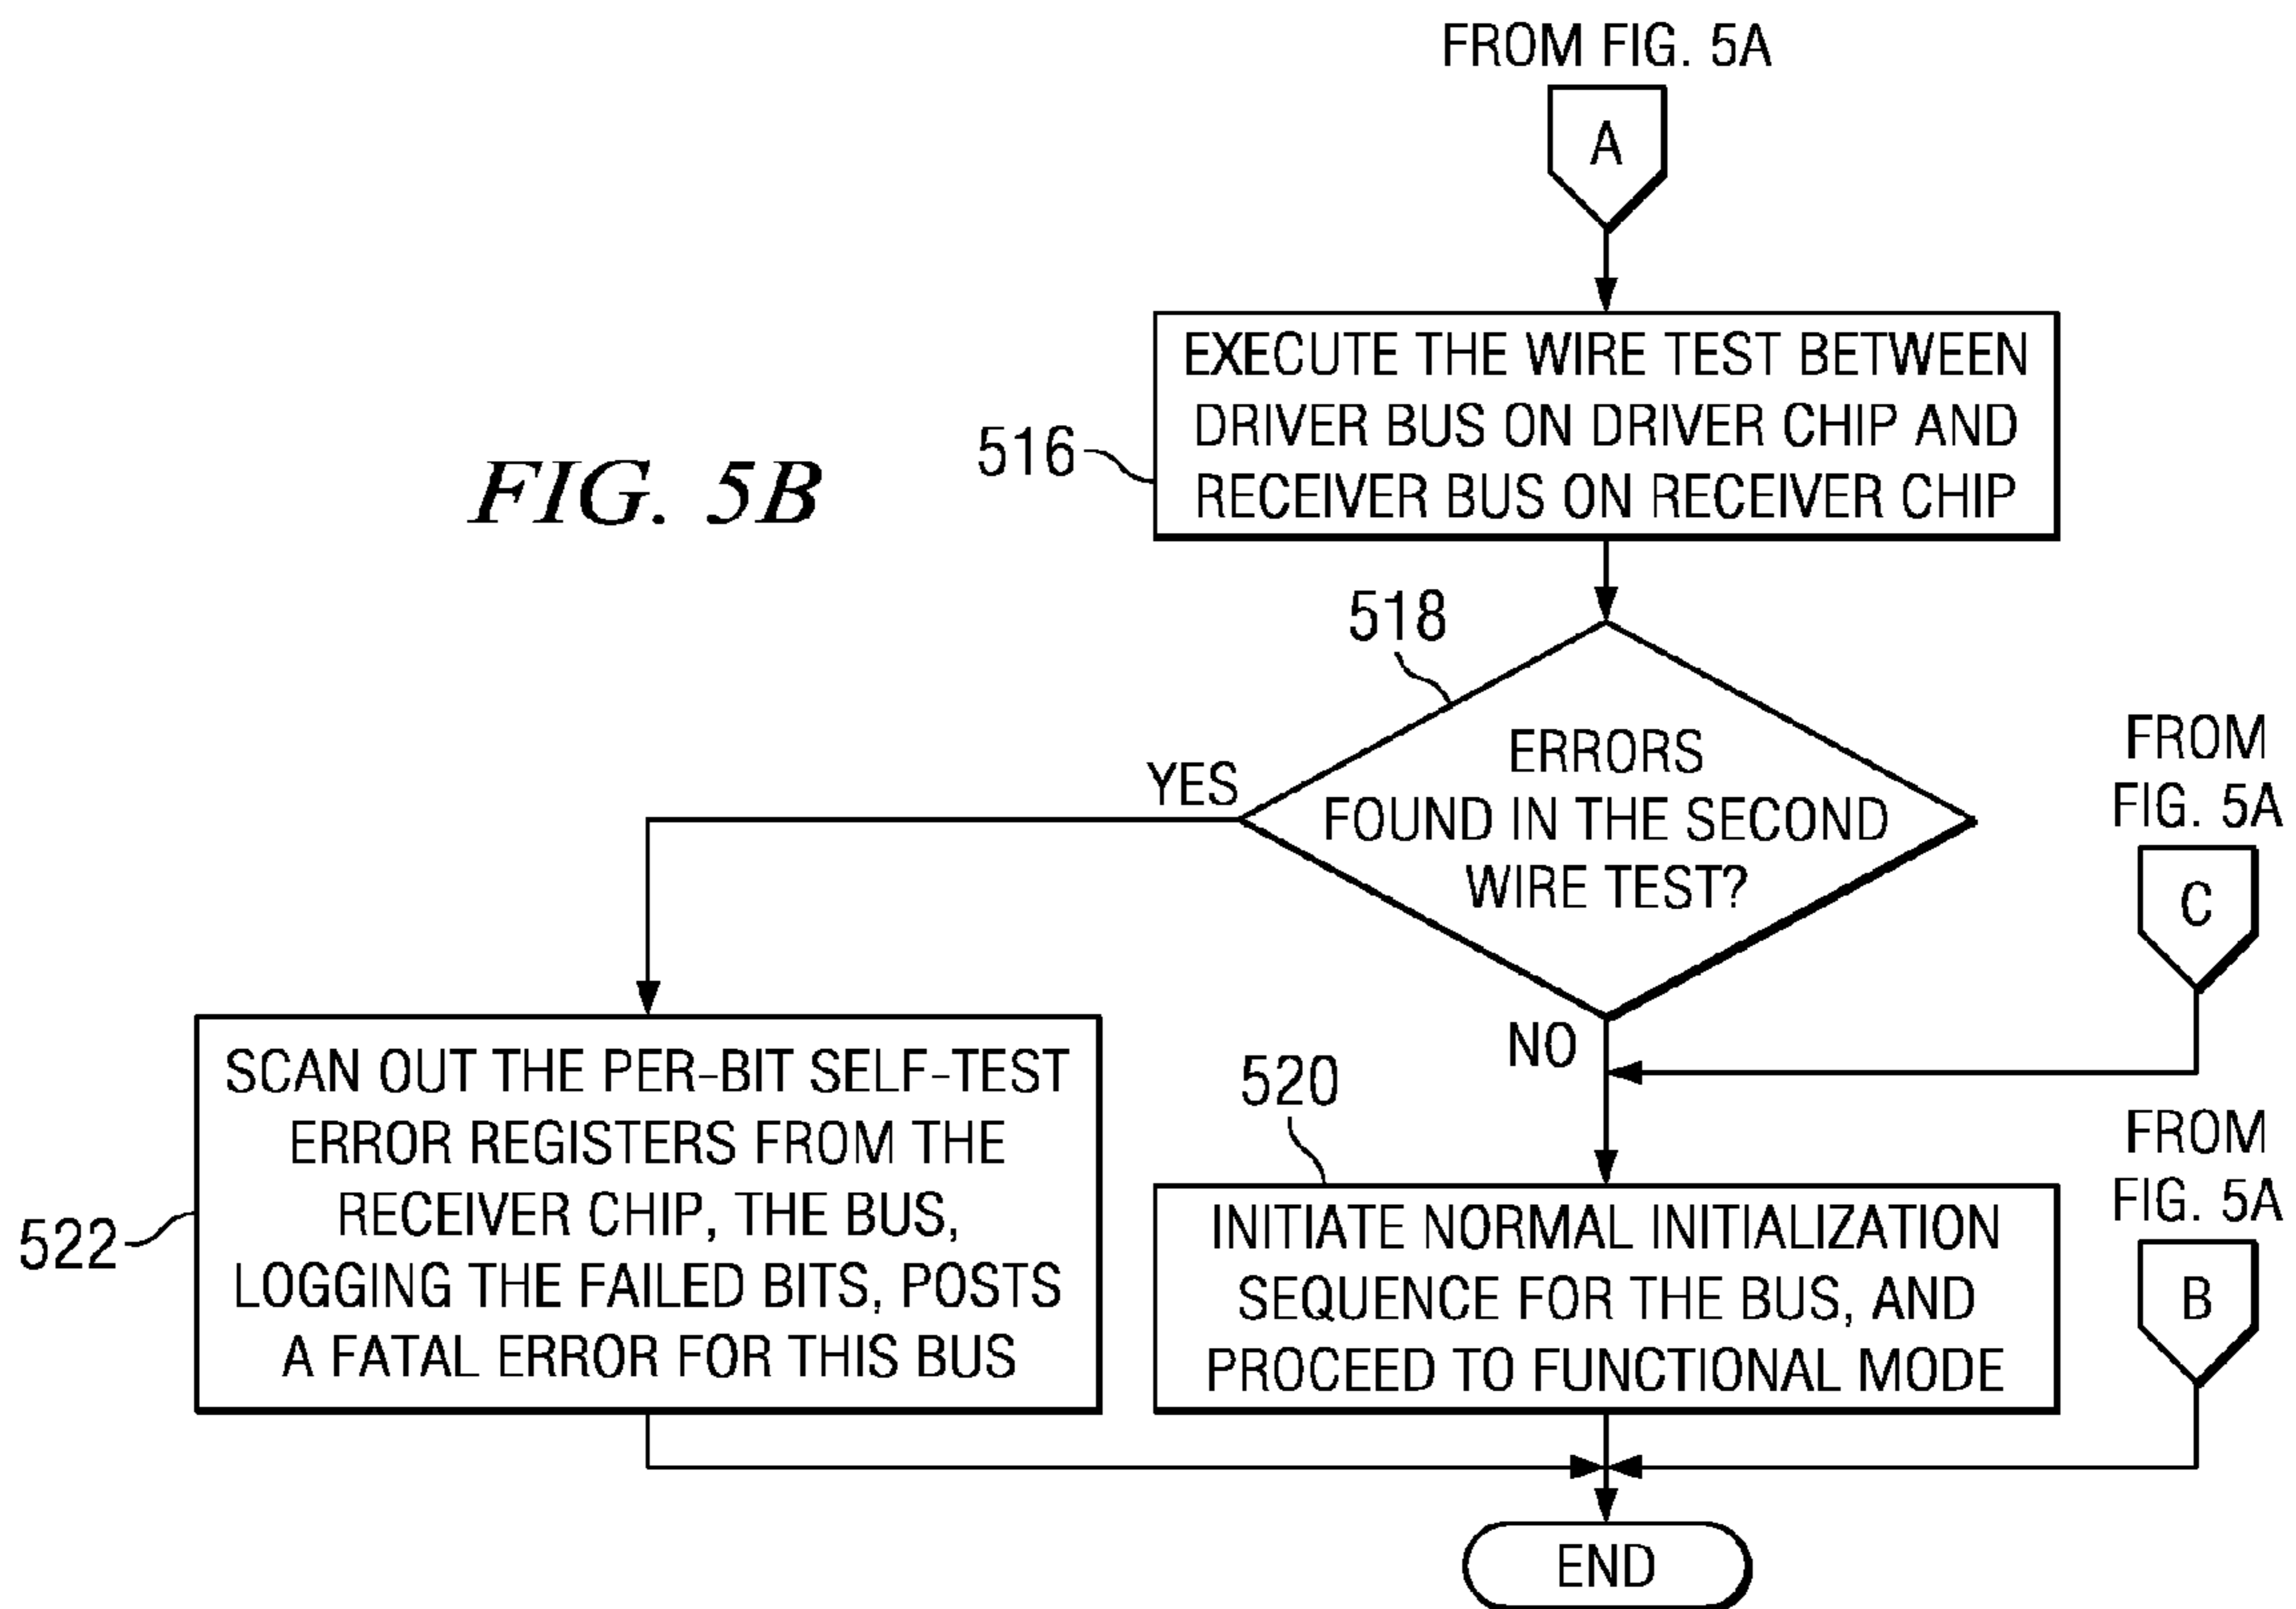 FROM FIG. 5A
A
EXECUTE THE WIRE TEST BETWEEN
DRIVER BUS ON DRIVER CHIP AND
RECEIVER BUS ON RECEIVER CHIP
516
FIG. 5B
518
ERRORS
FOUND IN THE SECOND
WIRE TEST?
YES
NO
FROM
FIG. 5A
C
522
SCAN OUT THE PER-BIT SELF-TEST
ERROR REGISTERS FROM THE
RECEIVER CHIP, THE BUS,
LOGGING THE FAILED BITS, POSTS
A FATAL ERROR FOR THIS BUS
520
INITIATE NORMAL INITIALIZATION
SEQUENCE FOR THE BUS, AND
PROCEED TO FUNCTIONAL MODE
FROM
FIG. 5A
B
END